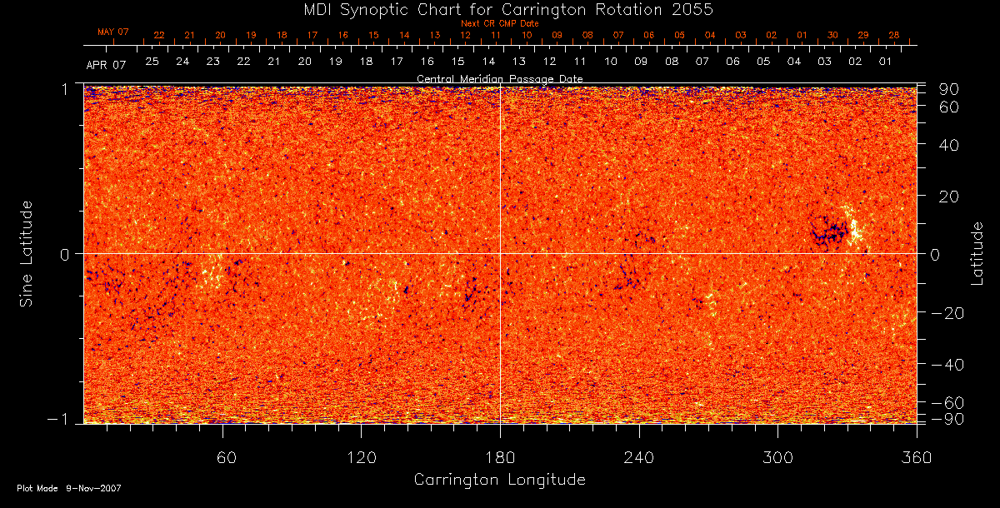 MDI Synoptic Chart for Carrington Rotation 2055
Next CR CMP Date
MAY 07 22 21 20 19 18 17 16 15 14 13 12 11 10 09 08 07 06 05 04 03 02 01 30 29 28
APR 07 25 24 23 22 21 20 19 18 17 16 15 14 13 12 11 10 09 08 07 06 05 04 03 02 01
Central Meridian Passage Date
1 90
60
40
20
0 0
−20
−40
−60
−1 −90
Sine Latitude
Latitude
60 120 180 240 300 360
Carrington Longitude
Plot Made 9-Nov-2007